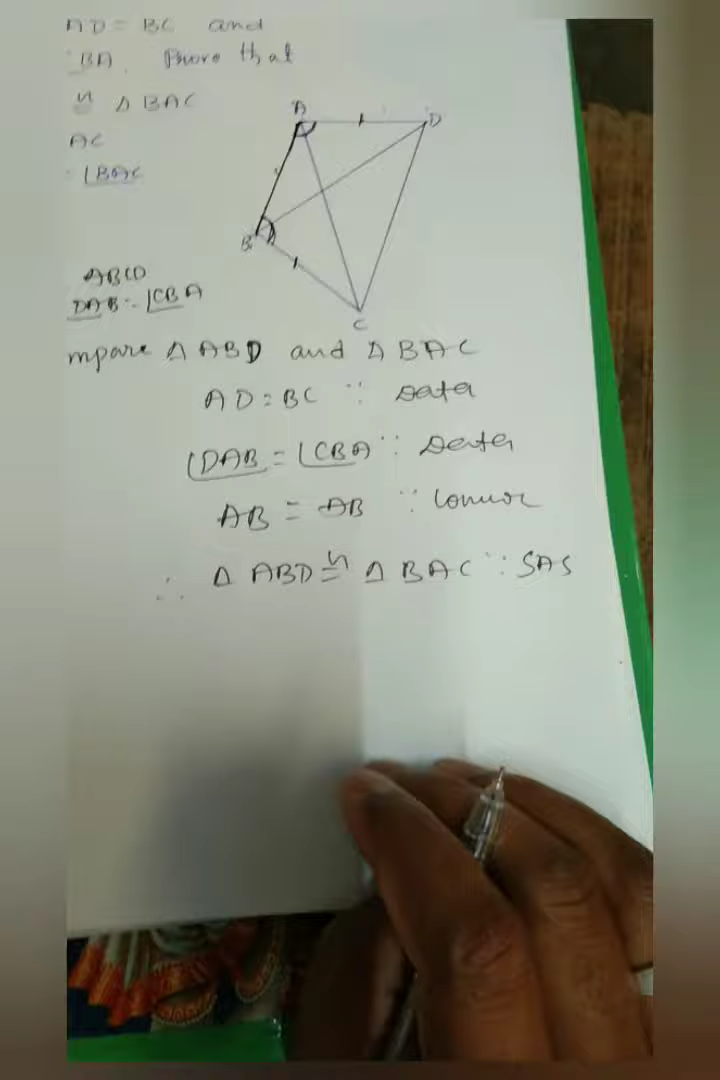 AD = BC and
BA. Prove that
≅ Δ BAC
AC
∠BAC
A
D
B
C
ABCD
DAB = ∠CBA
mpare Δ ABD and Δ BAC
AD = BC ∵ Data
∠DAB = ∠CBA ∵ Data
AB = AB ∵
∴ Δ ABD ≅ Δ BAC ∵ SAS